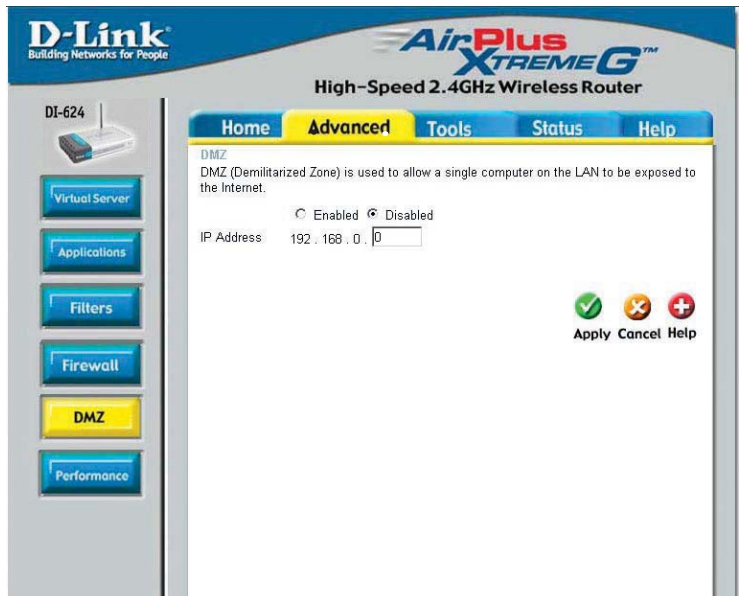 D-Link
Building Networks for People
AirPlus
XTREME G™
High-Speed 2.4GHz Wireless Router
DI-624
Home Advanced Tools Status Help
DMZ
DMZ (Demilitarized Zone) is used to allow a single computer on the LAN to be exposed to
the Internet.
Enabled Disabled
IP Address 192 . 168 . 0 . 0
Apply Cancel Help
Virtual Server
Applications
Filters
Firewall
DMZ
Performance